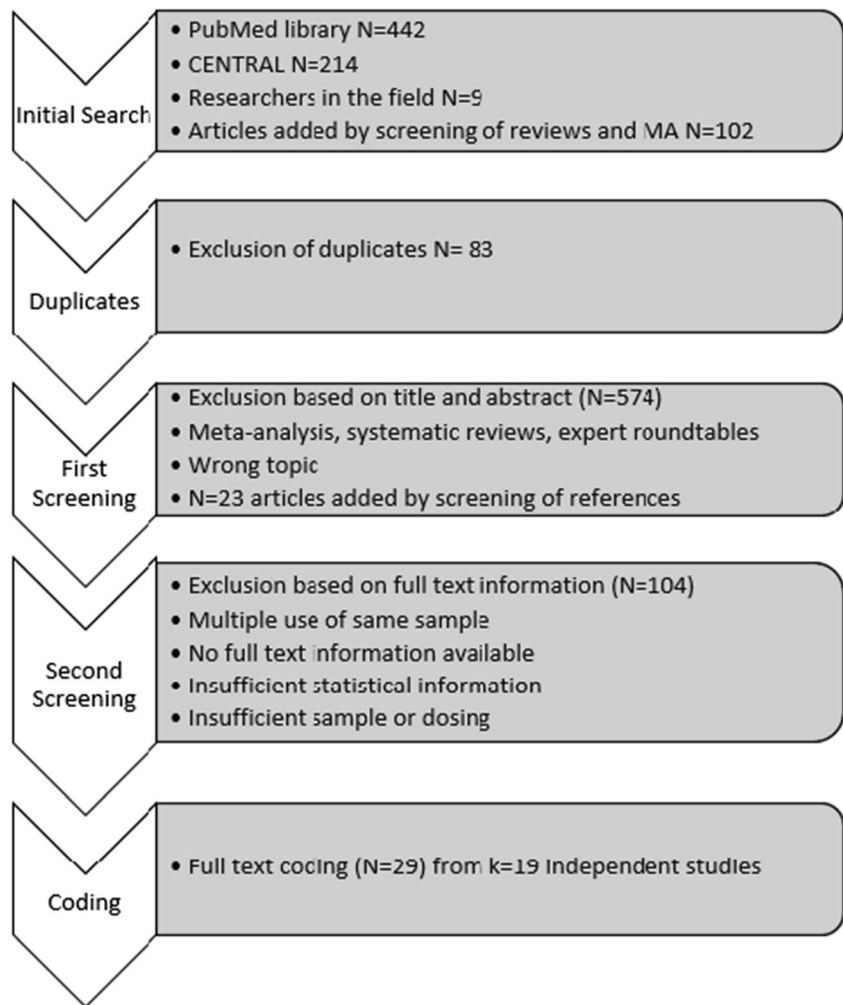 Initial Search
• PubMed library N=442
• CENTRAL N=214
• Researchers in the field N=9
• Articles added by screening of reviews and MA N=102
Duplicates
• Exclusion of duplicates N= 83
First
Screening
• Exclusion based on title and abstract (N=574)
• Meta-analysis, systematic reviews, expert roundtables
• Wrong topic
• N=23 articles added by screening of references
Second
Screening
• Exclusion based on full text information (N=104)
• Multiple use of same sample
• No full text information available
• Insufficient statistical information
• Insufficient sample or dosing
Coding
• Full text coding (N=29) from k=19 independent studies